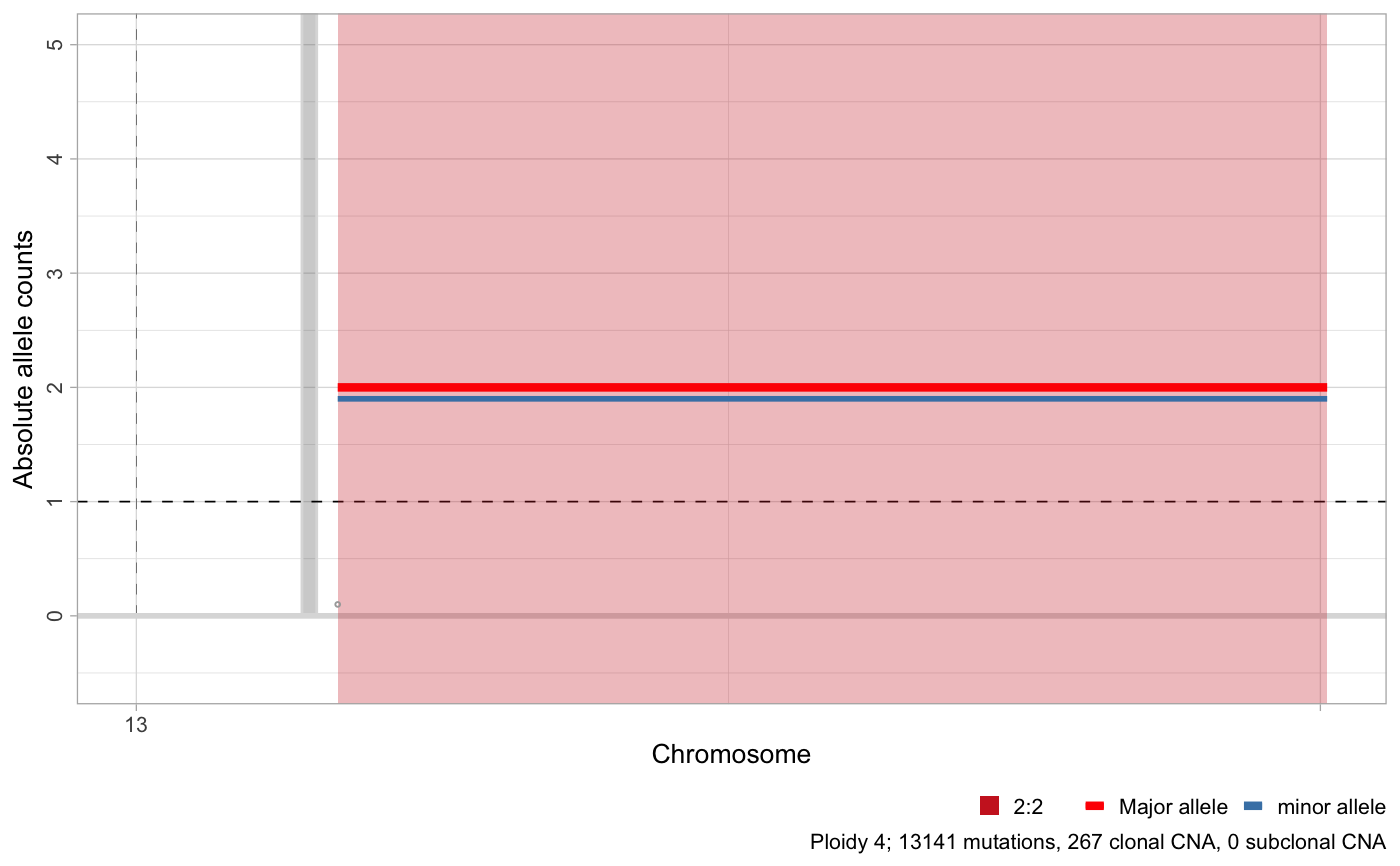 Absolute allele counts
5
4
3
2
1
0
13
Chromosome
2:2 Major allele minor allele
Ploidy 4; 13141 mutations, 267 clonal CNA, 0 subclonal CNA